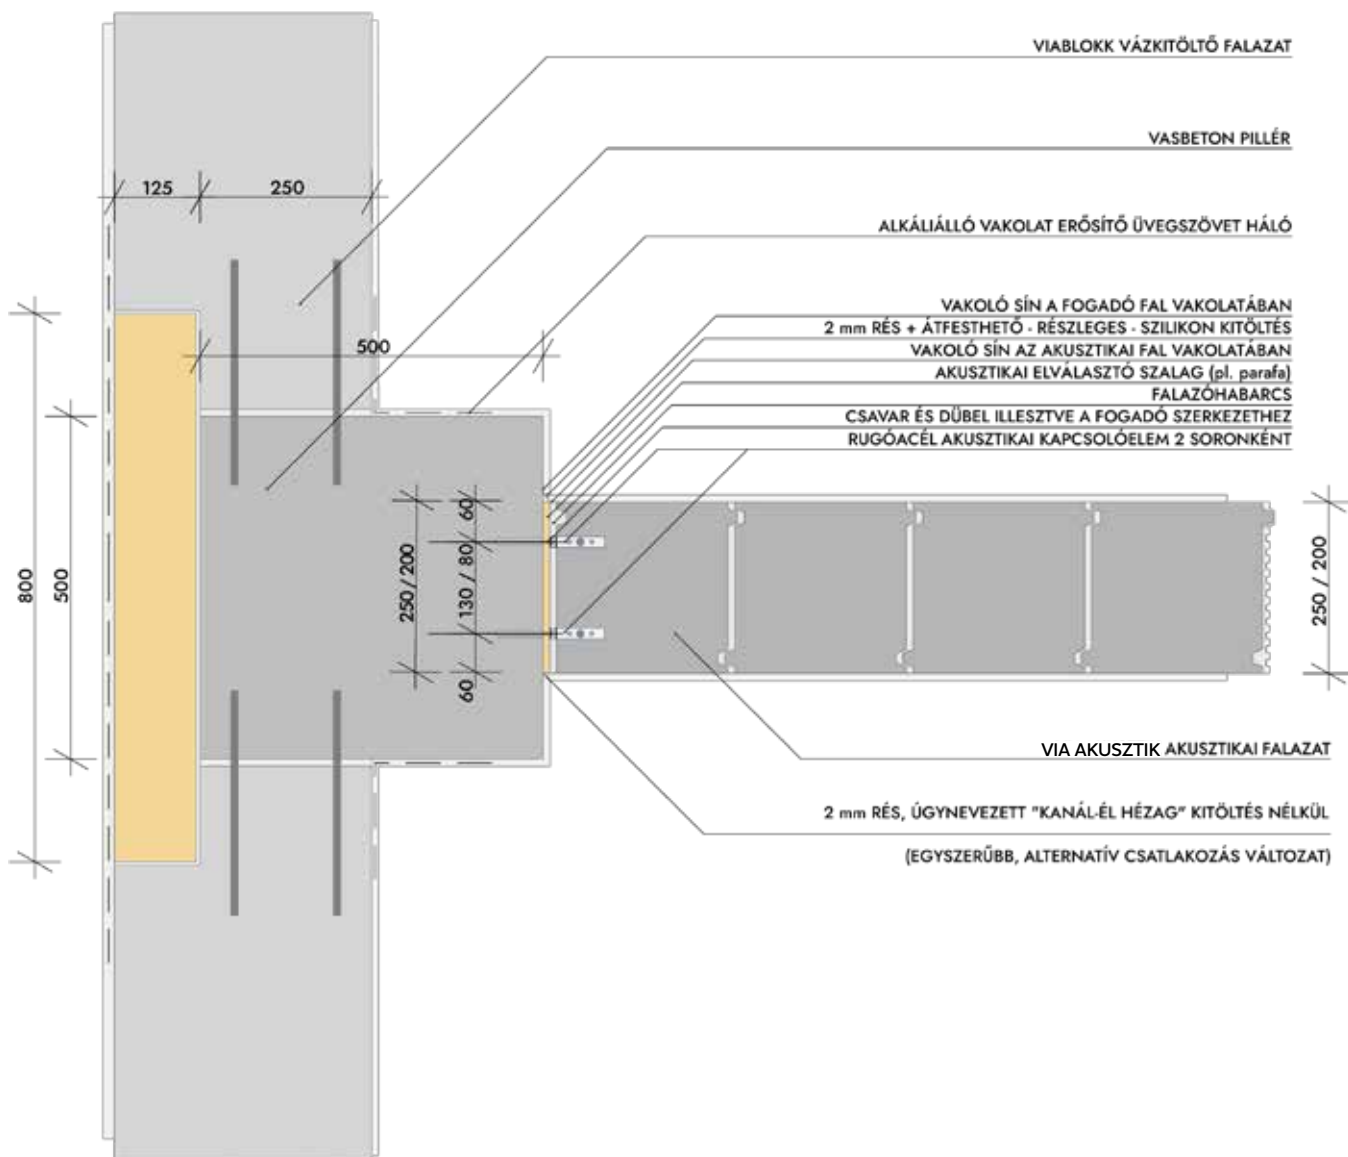 VIABLOKK VÁZKITÖLTŐ FALAZAT
VASBETON PILLÉR
125
250
ALKÁLIÁLLÓ VAKOLAT ERŐSÍTŐ ÜVEGSZÖVET HÁLÓ
VAKOLÓ SÍN A FOGADÓ FAL VAKOLATÁBAN
2 mm RÉS + ÁTFESTHETŐ - RÉSZLEGES - SZILIKON KITÖLTÉS
500
VAKOLÓ SÍN AZ AKUSZTIKAI FAL VAKOLATÁBAN
AKUSZTIKAI ELVÁLASZTÓ SZALAG (pl. parafa)
FALAZÓHABARCS
CSAVAR ÉS DÜBEL ILLESZTVE A FOGADÓ SZERKEZETHEZ
RUGÓACÉL AKUSZTIKAI KAPCSOLÓELEM 2 SORONKÉNT
800
500
250 / 200
60
130 / 80
60
250 / 200
VIA AKUSZTIK AKUSZTIKAI FALAZAT
2 mm RÉS, ÚGYNEVEZETT "KANÁL-ÉL HÉZAG" KITÖLTÉS NÉLKÜL
(EGYSZERŰBB, ALTERNATÍV CSATLAKOZÁS VÁLTOZAT)